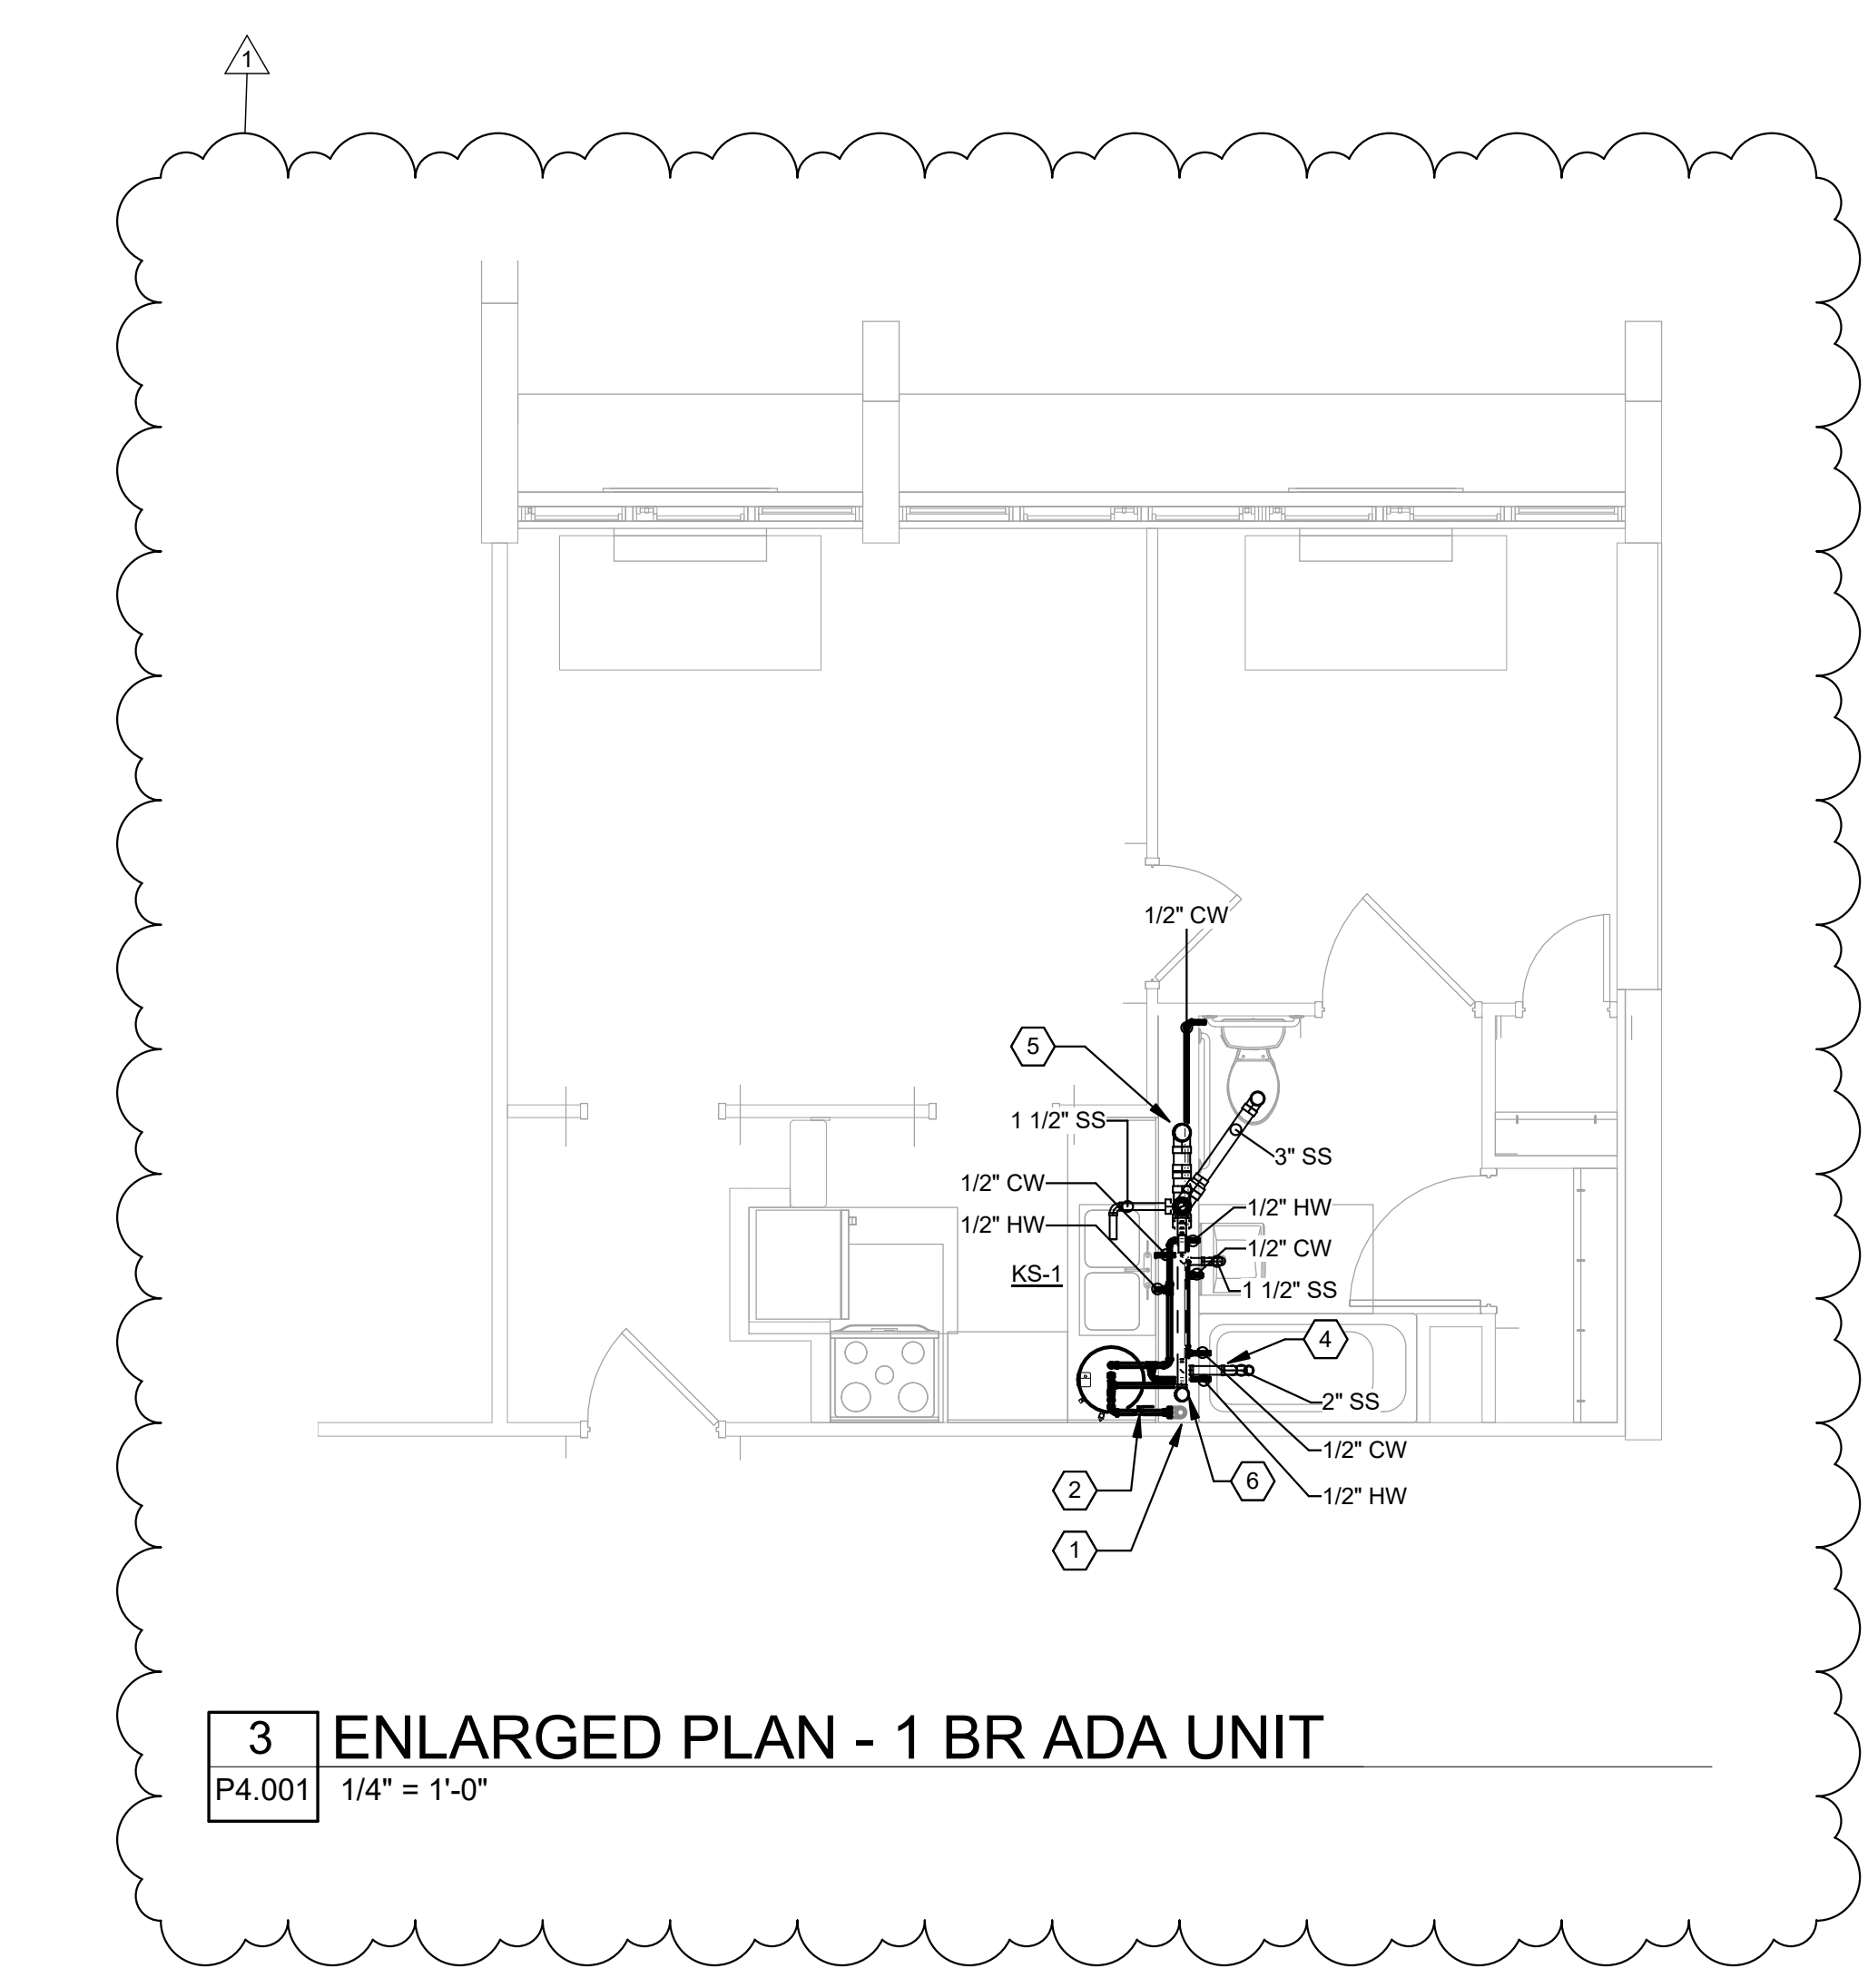 1
1/2" CW
5
1 1/2" SS
3" SS
1/2" CW
1/2" HW
1/2" HW
1/2" CW
KS-1
1 1/2" SS
4
2" SS
1/2" CW
2
6
1/2" HW
1
3
ENLARGED PLAN - 1 BR ADA UNIT
P4.001
1/4" = 1'-0"